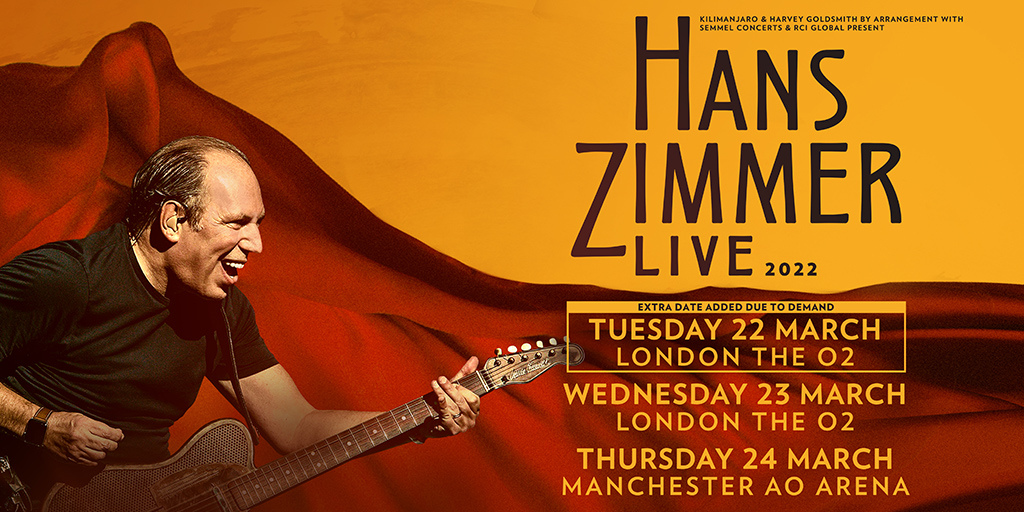 KILIMANJARO & HARVEY GOLDSMITH BY ARRANGEMENT WITH
SEMMEL CONCERTS & RCI GLOBAL PRESENT
HANS
ZIMMER
LIVE 2022
EXTRA DATE ADDED DUE TO DEMAND
TUESDAY 22 MARCH
LONDON THE O2
WEDNESDAY 23 MARCH
LONDON THE O2
THURSDAY 24 MARCH
MANCHESTER AO ARENA